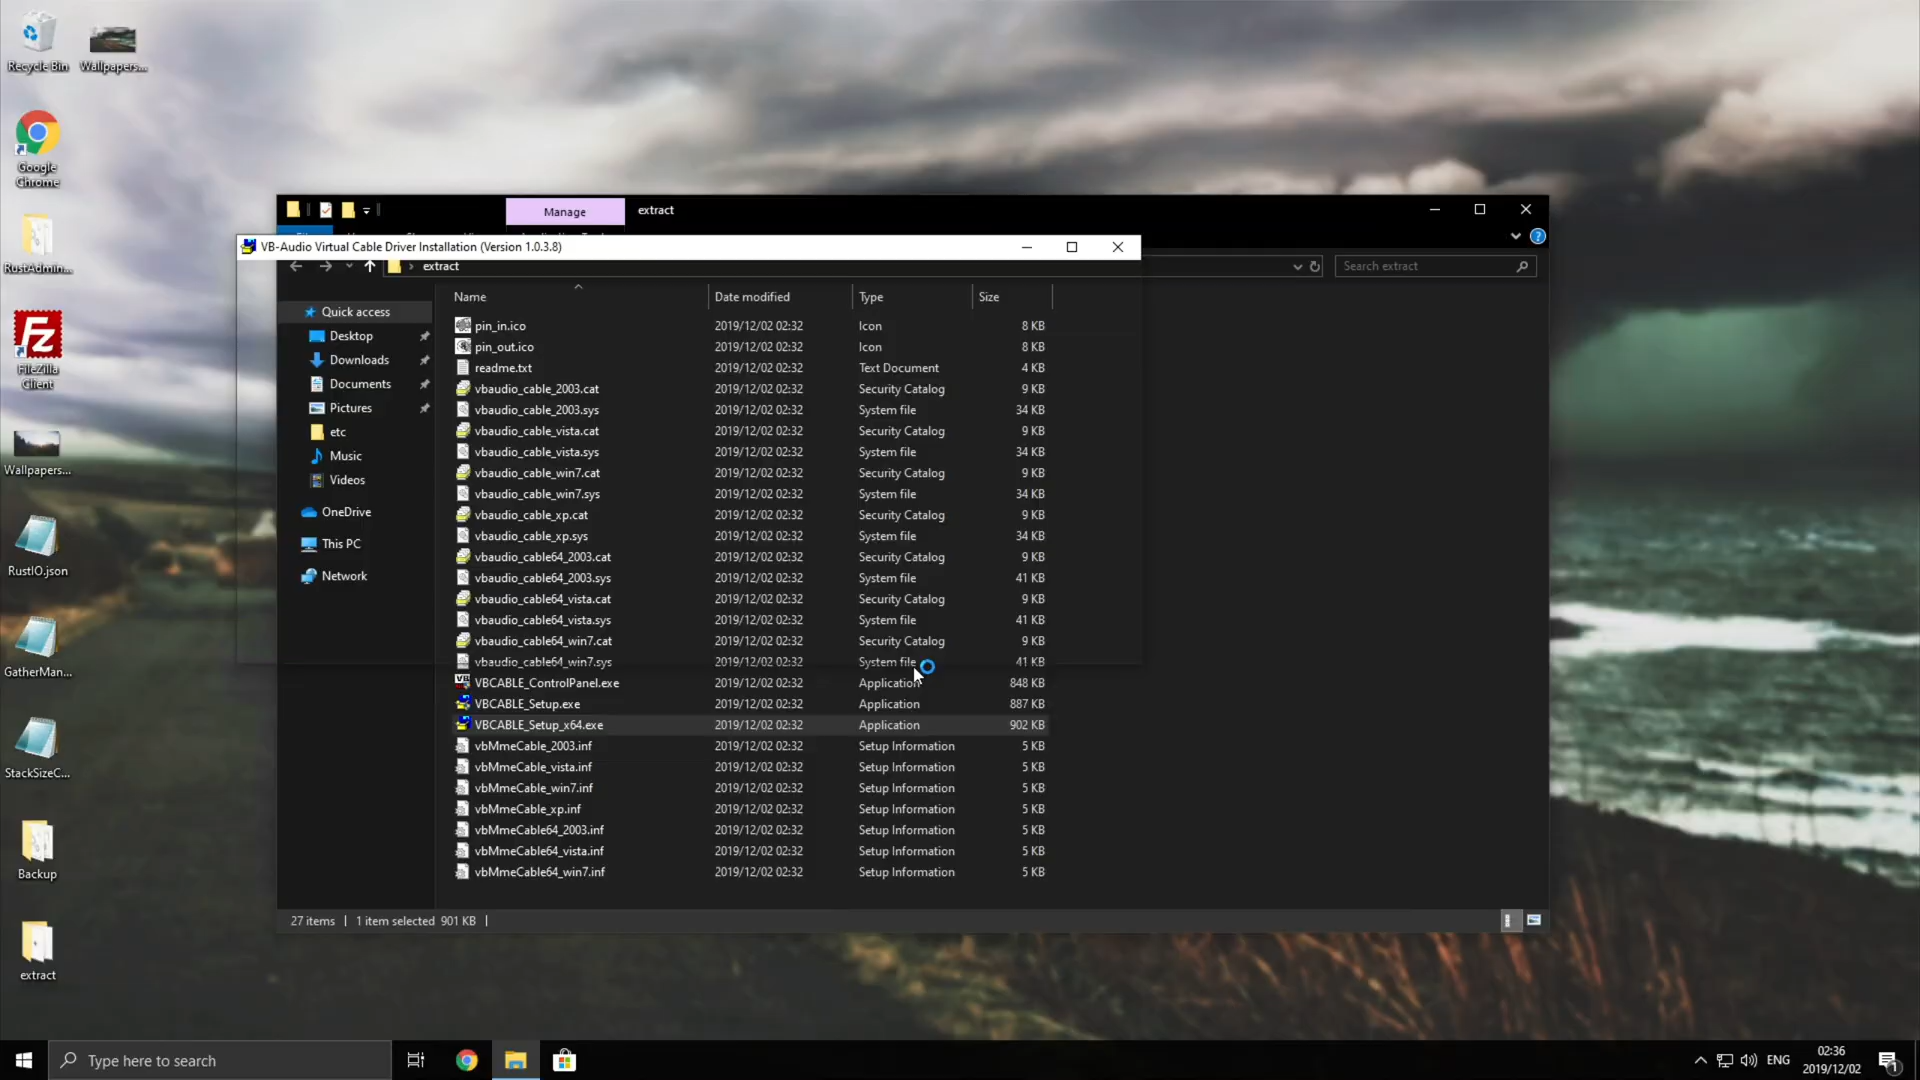 Recycle Bin
Wallpapers...
Google
Chrome
RustAdmin...
FileZilla
Client
Wallpapers...
RustIO.json
GatherMan...
StackSizeC...
Backup
extract
Manage
extract
VB-Audio Virtual Cable Driver Installation (Version 1.0.3.8)
extract
Search extract
Quick access
Desktop
Downloads
Documents
Pictures
etc
Music
Videos
OneDrive
This PC
Network
Name Date modified Type Size
pin_in.ico 2019/12/02 02:32 Icon 8 KB
pin_out.ico 2019/12/02 02:32 Icon 8 KB
readme.txt 2019/12/02 02:32 Text Document 4 KB
vbaudio_cable_2003.cat 2019/12/02 02:32 Security Catalog 9 KB
vbaudio_cable_2003.sys 2019/12/02 02:32 System file 34 KB
vbaudio_cable_vista.cat 2019/12/02 02:32 Security Catalog 9 KB
vbaudio_cable_vista.sys 2019/12/02 02:32 System file 34 KB
vbaudio_cable_win7.cat 2019/12/02 02:32 Security Catalog 9 KB
vbaudio_cable_win7.sys 2019/12/02 02:32 System file 34 KB
vbaudio_cable_xp.cat 2019/12/02 02:32 Security Catalog 9 KB
vbaudio_cable_xp.sys 2019/12/02 02:32 System file 34 KB
vbaudio_cable64_2003.cat 2019/12/02 02:32 Security Catalog 9 KB
vbaudio_cable64_2003.sys 2019/12/02 02:32 System file 41 KB
vbaudio_cable64_vista.cat 2019/12/02 02:32 Security Catalog 9 KB
vbaudio_cable64_vista.sys 2019/12/02 02:32 System file 41 KB
vbaudio_cable64_win7.cat 2019/12/02 02:32 Security Catalog 9 KB
vbaudio_cable64_win7.sys 2019/12/02 02:32 System file 41 KB
VBCABLE_ControlPanel.exe 2019/12/02 02:32 Application 848 KB
VBCABLE_Setup.exe 2019/12/02 02:32 Application 887 KB
VBCABLE_Setup_x64.exe 2019/12/02 02:32 Application 902 KB
vbMmeCable_2003.inf 2019/12/02 02:32 Setup Information 5 KB
vbMmeCable_vista.inf 2019/12/02 02:32 Setup Information 5 KB
vbMmeCable_win7.inf 2019/12/02 02:32 Setup Information 5 KB
vbMmeCable_xp.inf 2019/12/02 02:32 Setup Information 5 KB
vbMmeCable64_2003.inf 2019/12/02 02:32 Setup Information 5 KB
vbMmeCable64_vista.inf 2019/12/02 02:32 Setup Information 5 KB
vbMmeCable64_win7.inf 2019/12/02 02:32 Setup Information 5 KB
27 items 1 item selected 901 KB
Type here to search
ENG
02:36
2019/12/02
1